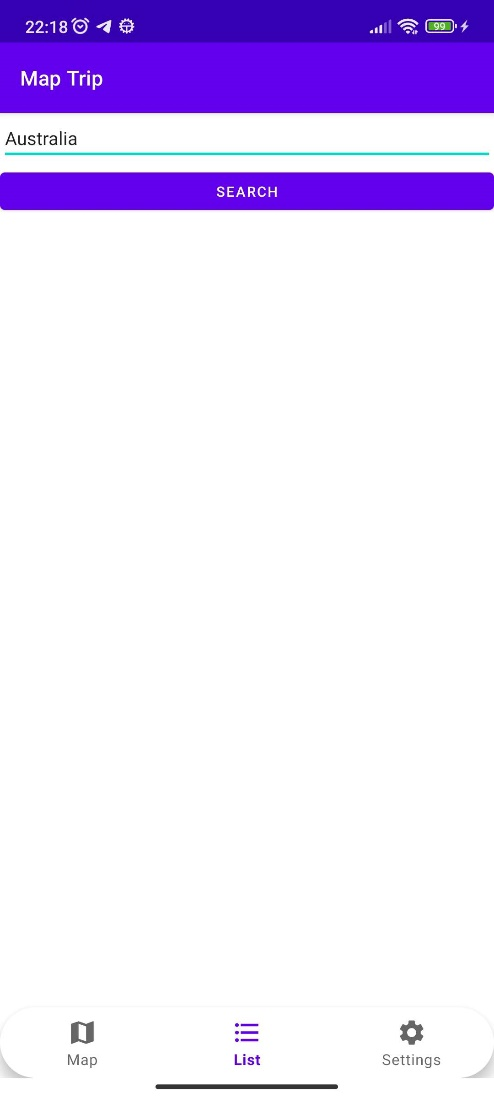 22:18 99
Map Trip
Australia
SEARCH
Map List Settings